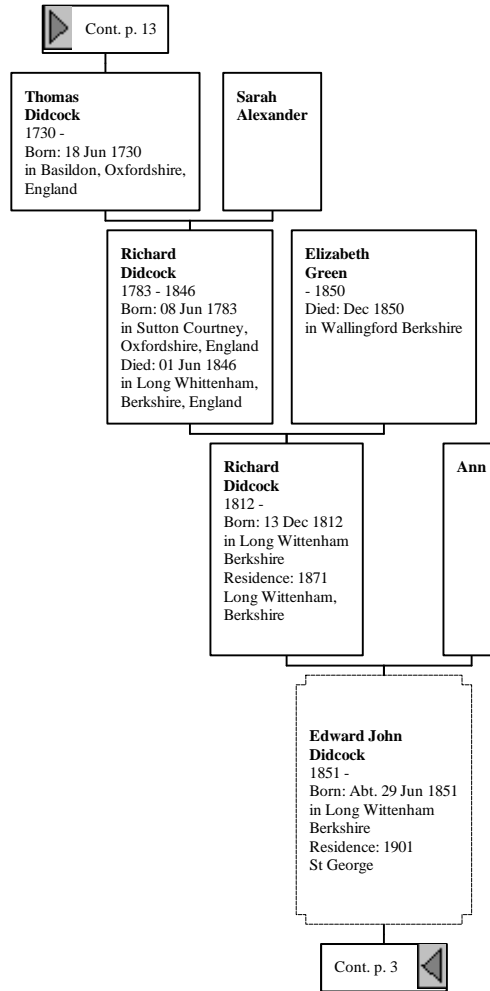 Cont. p. 13
Thomas
Didcock
1730 -
Born: 18 Jun 1730
in Basildon, Oxfordshire,
England
Sarah
Alexander
Richard
Didcock
1783 - 1846
Born: 08 Jun 1783
in Sutton Courtney,
Oxfordshire, England
Died: 01 Jun 1846
in Long Whittenham,
Berkshire, England
Elizabeth
Green
- 1850
Died: Dec 1850
in Wallingford Berkshire
Richard
Didcock
1812 -
Born: 13 Dec 1812
in Long Wittenham
Berkshire
Residence: 1871
Long Wittenham,
Berkshire
Ann
Edward John
Didcock
1851 -
Born: Abt. 29 Jun 1851
in Long Wittenham
Berkshire
Residence: 1901
St George
Cont. p. 3